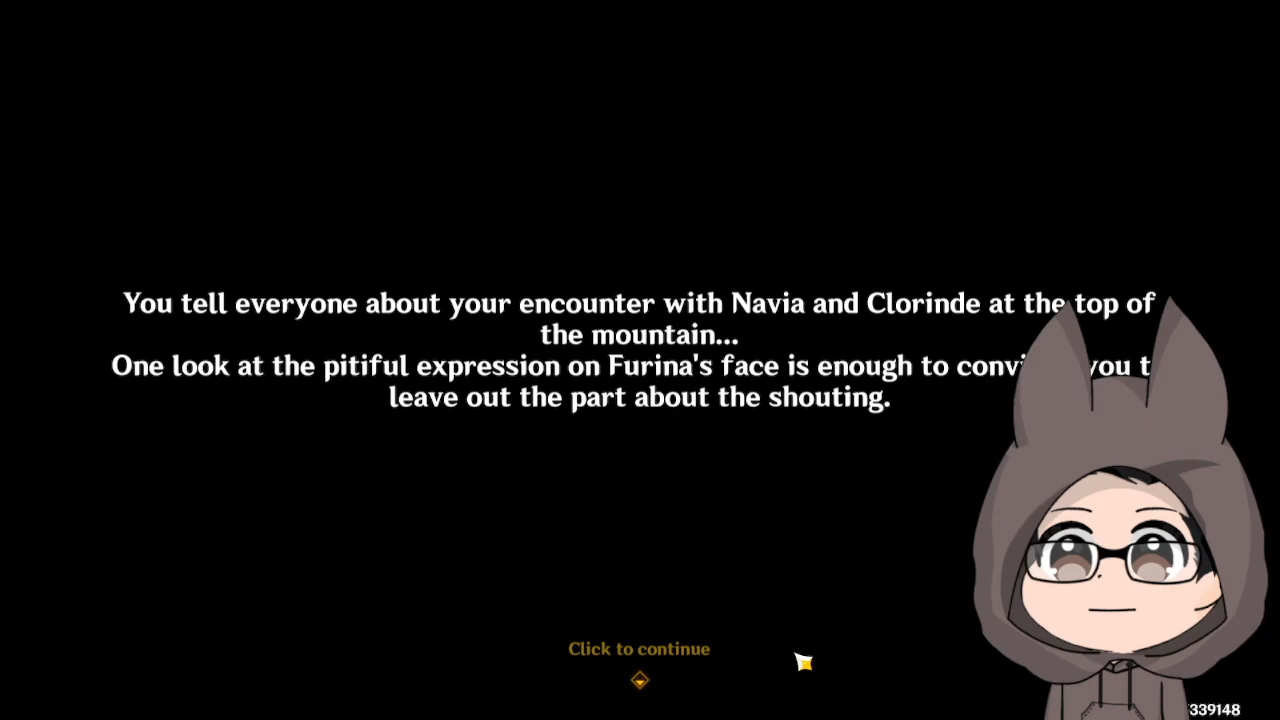 You tell everyone about your encounter with Navia and Clorinde at the top of
the mountain...
One look at the pitiful expression on Furina's face is enough to you
leave out the part about the shouting.
Click to continue
339148